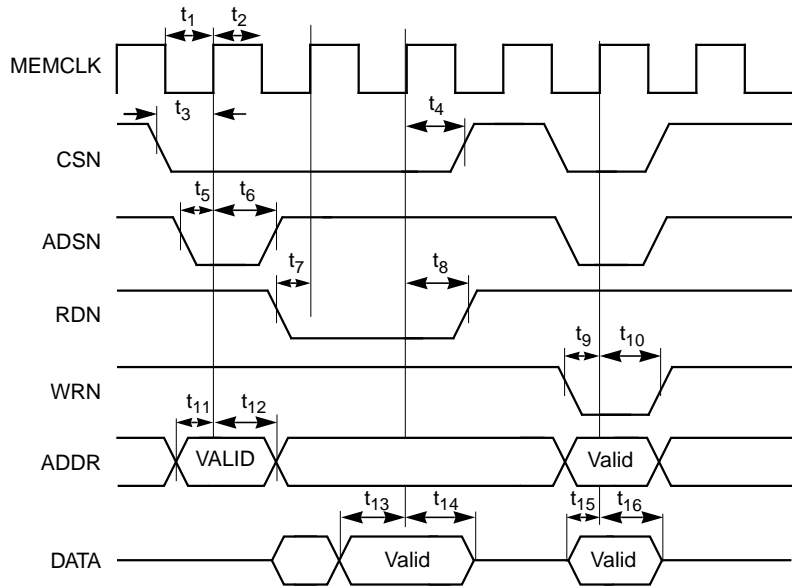 t1 t2
MEMCLK
t3 t4
CSN
t5 t6
ADSN
t7 t8
RDN
t9 t10
WRN
t11 t12
ADDR VALID Valid
t13 t14 t15 t16
DATA Valid Valid